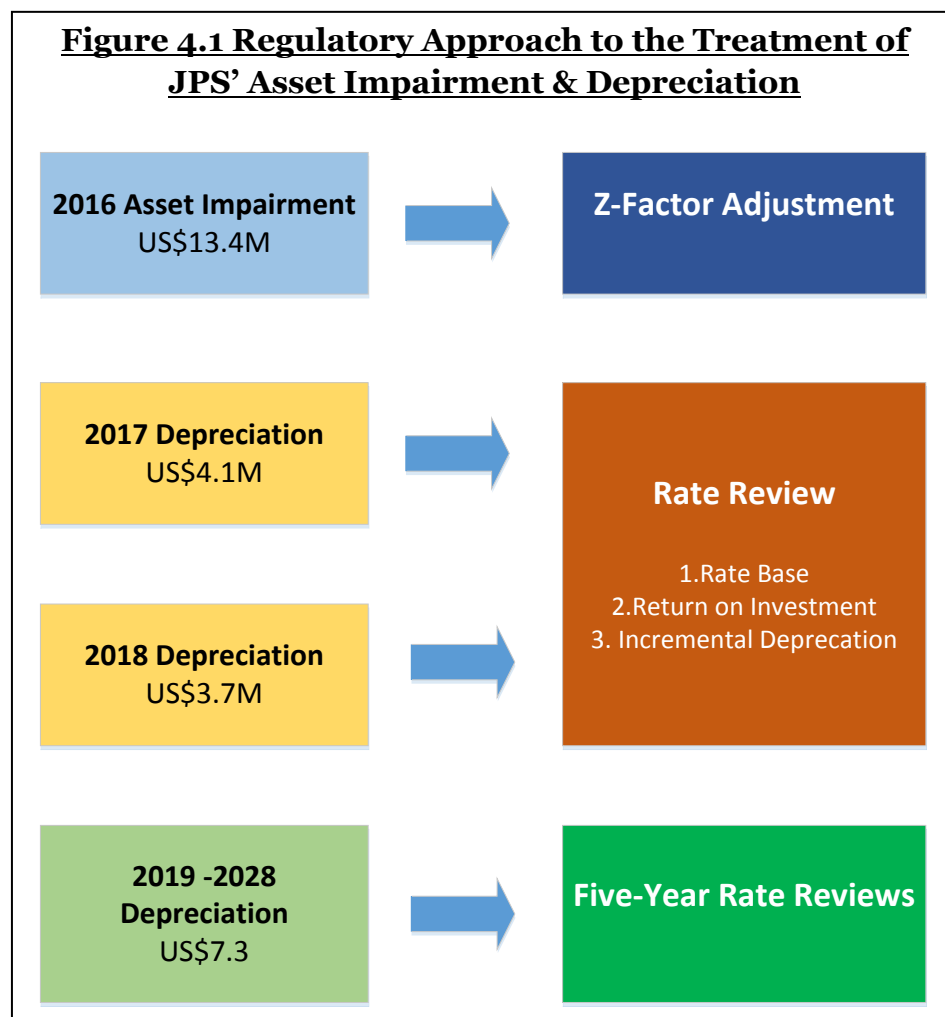 Figure 4.1 Regulatory Approach to the Treatment of
JPS’ Asset Impairment & Depreciation
2016 Asset Impairment
US$13.4M
Z-Factor Adjustment
2017 Depreciation
US$4.1M
Rate Review
1.Rate Base
2.Return on Investment
3. Incremental Deprecation
2018 Depreciation
US$3.7M
2019 -2028
Depreciation
US$7.3
Five-Year Rate Reviews